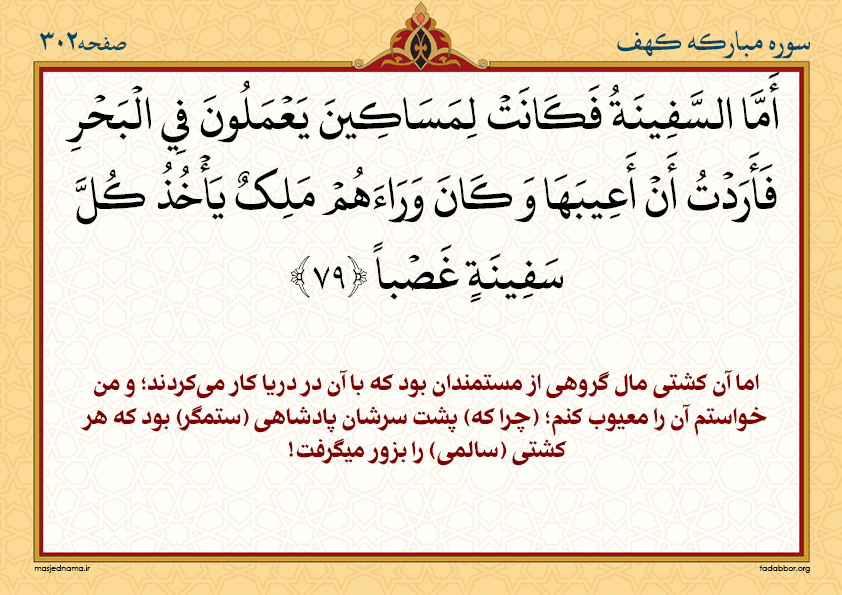 سوره مبارکه کهف
صفحه۳۰۲
أَمَّا السَّفِينَةُ فَكَانَتْ لِمَسَاكِينَ يَعْمَلُونَ فِي الْبَحْرِ
فَأَرَدْتُ أَنْ أَعِيبَهَا وَ كَانَ وَرَاءَهُمْ مَلِكٌ يَأْخُذُ كُلَّ
سَفِينَةٍ غَصْباً ﴿۷۹﴾
اما آن کشتی مال گروهی از مستمندان بود که با آن در دریا کار می‌کردند؛ و من
خواستم آن را معیوب کنم؛ (چرا که) پشت سرشان پادشاهی (ستمگر) بود که هر
کشتی (سالمی) را بزور میگرفت!
masjednama.ir
tadabbor.org